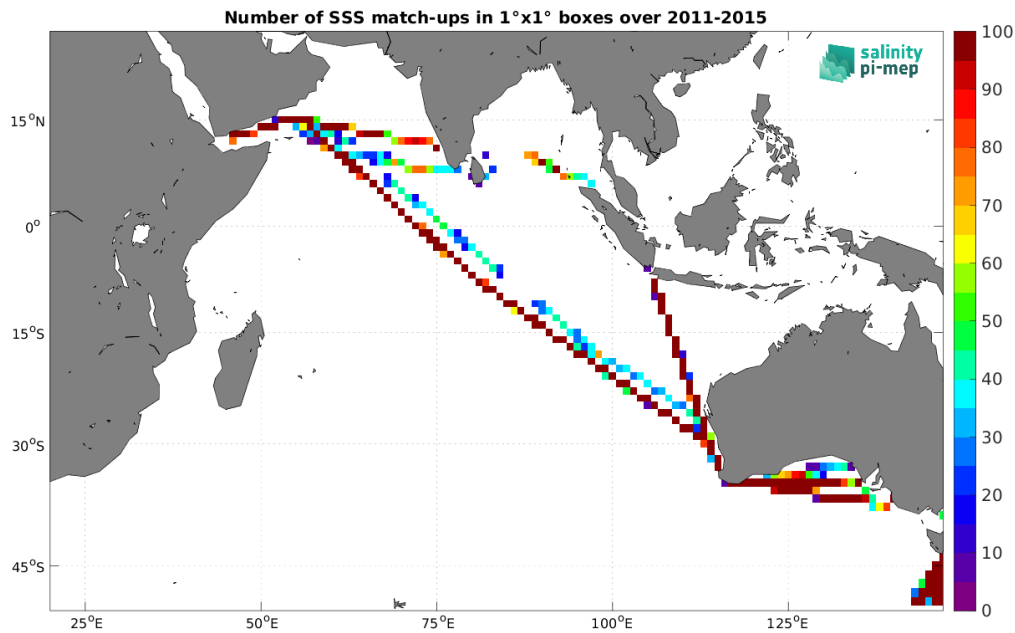 Number of SSS match-ups in 1°x1° boxes over 2011-2015
salinity
pi-mep
15°N
0°
15°S
30°S
45°S
25°E
50°E
75°E
100°E
125°E
100
90
80
70
60
50
40
30
20
10
0